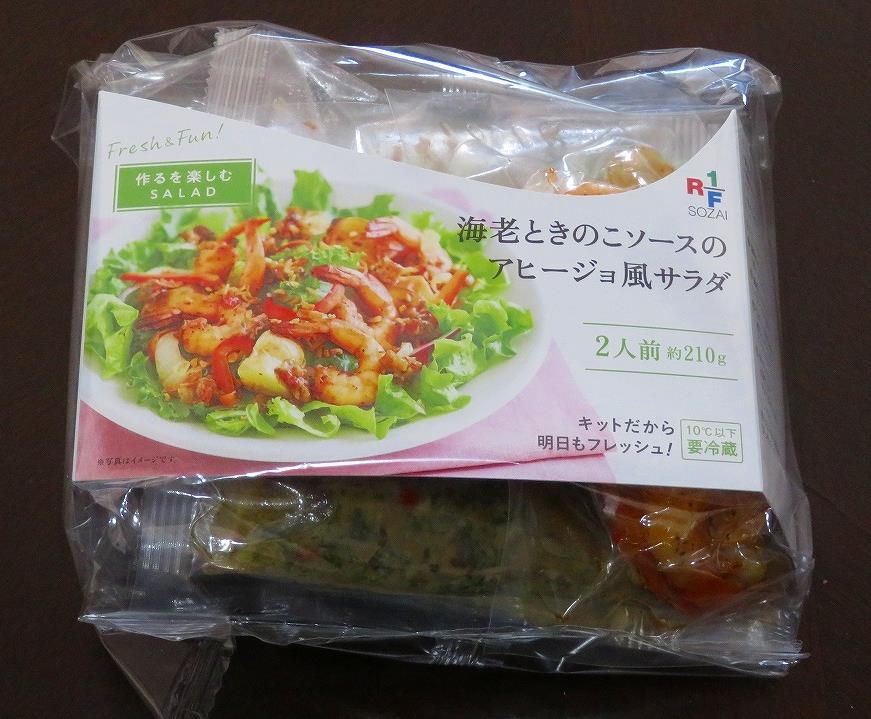 Fresh & Fun!
作るを楽しむ
SALAD
R 1/F
SOZAI
海老ときのこソースの
アヒージョ風サラダ
2人前 約210g
キットだから
明日もフレッシュ!
10℃以下
要冷蔵
※写真はイメージです。